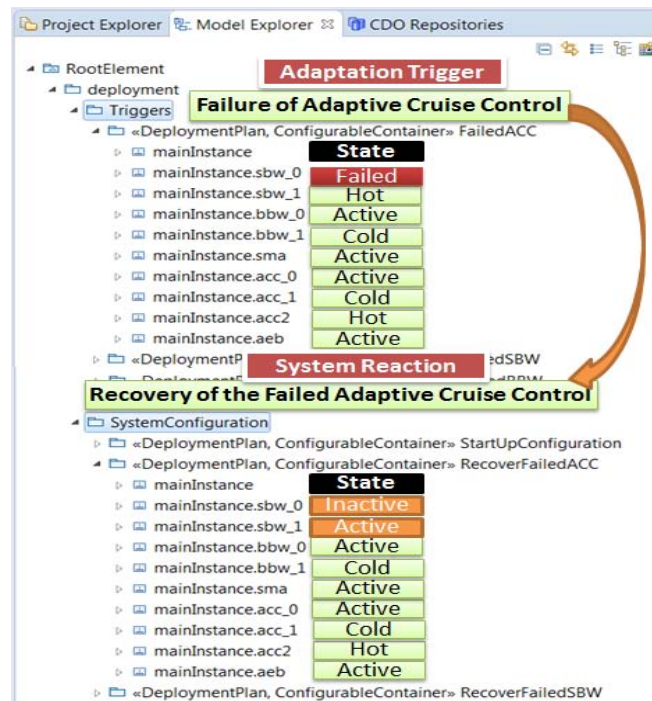 Project Explorer Model Explorer CDO Repositories
RootElement
Adaptation Trigger
deployment
Triggers
Failure of Adaptive Cruise Control
«DeploymentPlan, ConfigurableContainer» FailedACC
mainInstance State
mainInstance.sbw_0 Failed
mainInstance.sbw_1 Hot
mainInstance.bbw_0 Active
mainInstance.bbw_1 Cold
mainInstance.sma Active
mainInstance.acc_0 Active
mainInstance.acc_1 Cold
mainInstance.acc2 Hot
mainInstance.aeb Active
«DeploymentP edSBW
System Reaction
Recovery of the Failed Adaptive Cruise Control
SystemConfiguration
«DeploymentPlan, ConfigurableContainer» StartUpConfiguration
«DeploymentPlan, ConfigurableContainer» RecoverFailedACC
mainInstance State
mainInstance.sbw_0 Inactive
mainInstance.sbw_1 Active
mainInstance.bbw_0 Active
mainInstance.bbw_1 Cold
mainInstance.sma Active
mainInstance.acc_0 Active
mainInstance.acc_1 Cold
mainInstance.acc2 Hot
mainInstance.aeb Active
«DeploymentPlan, ConfigurableContainer» RecoverFailedSBW